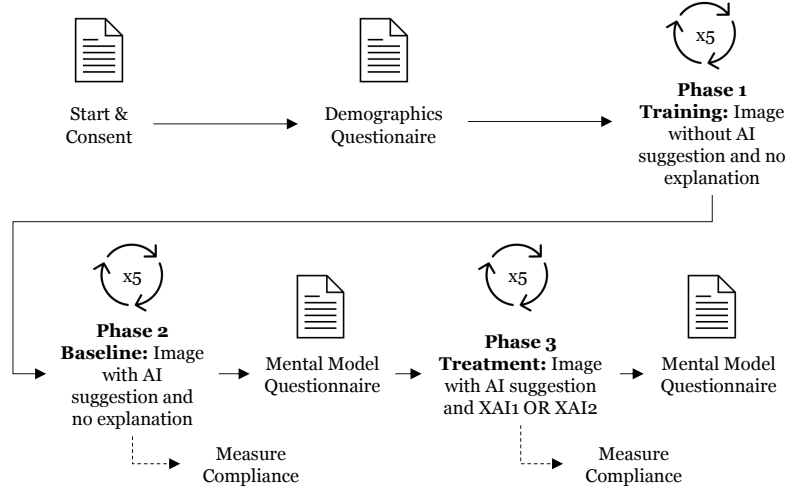 Start &
Consent
Demographics
Questionaire
x5
Phase 1
Training: Image
without AI
suggestion and no
explanation
x5
Phase 2
Baseline: Image
with AI
suggestion and
no explanation
Mental Model
Questionnaire
x5
Phase 3
Treatment: Image
with AI suggestion
and XAI1 OR XAI2
Mental Model
Questionnaire
Measure
Compliance
Measure
Compliance